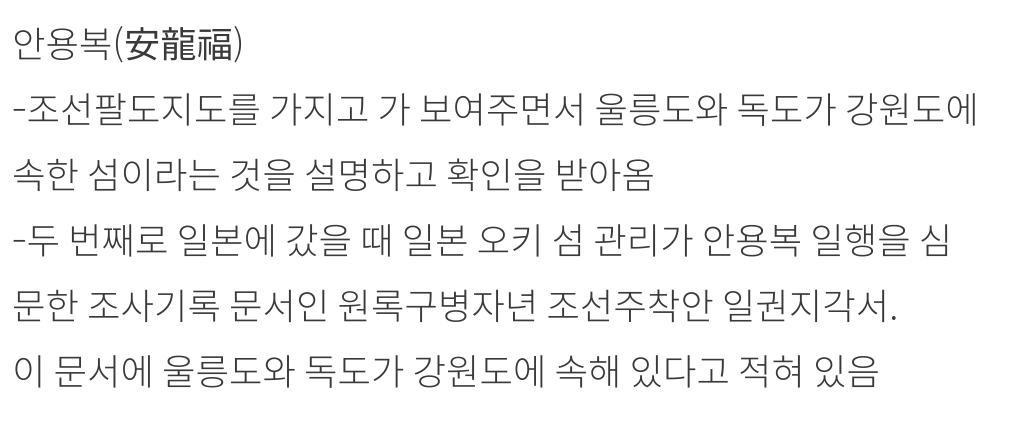 안용복(安龍福)
-조선팔도지도를 가지고 가 보여주면서 울릉도와 독도가 강원도에
속한 섬이라는 것을 설명하고 확인을 받아옴
-두 번째로 일본에 갔을 때 일본 오키 섬 관리가 안용복 일행을 심
문한 조사기록 문서인 원록구병자년 조선주착안 일권지각서.
이 문서에 울릉도와 독도가 강원도에 속해 있다고 적혀 있음